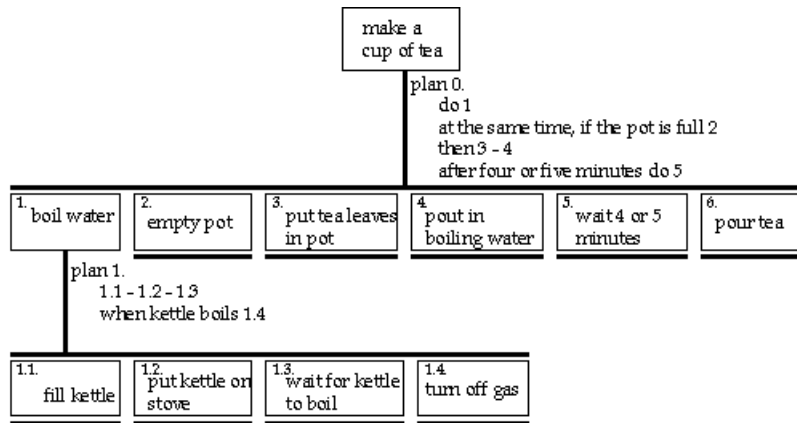 make a
cup of tea
plan 0.
do 1
at the same time, if the pot is full 2
then 3 - 4
after four or five minutes do 5
1.
boil water
2.
empty pot
3.
put tea leaves
in pot
4.
pout in
boiling water
5.
wait 4 or 5
minutes
6.
pour tea
plan 1.
1.1 - 1.2 - 1.3
when kettle boils 1.4
1.1.
fill kettle
1.2.
put kettle on
stove
1.3.
wait for kettle
to boil
1.4.
turn off gas